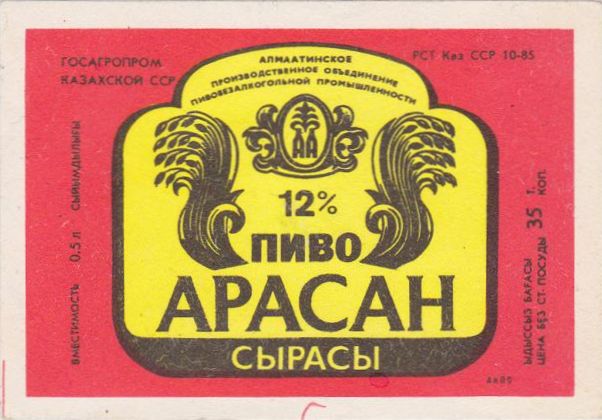 ГОСАГРОПРОМ
КАЗАХСКОЙ ССР
АЛМААТИНСКОЕ
ПРОИЗВОДСТВЕННОЕ ОБЪЕДИНЕНИЕ
ПИВОБЕЗАЛКОГОЛЬНОЙ ПРОМЫШЛЕННОСТИ
РСТ Каз ССР 10-85
АА
12%
ПИВО
АРАСАН
СЫРАСЫ
ВМЕСТИМОСТЬ 0,5 л СЫЙЫМДЫЛЫҒЫ
ЫДЫССЫЗ БАҒАСЫ 35 Т.
ЦЕНА БЕЗ СТ. ПОСУДЫ 35 КОП.